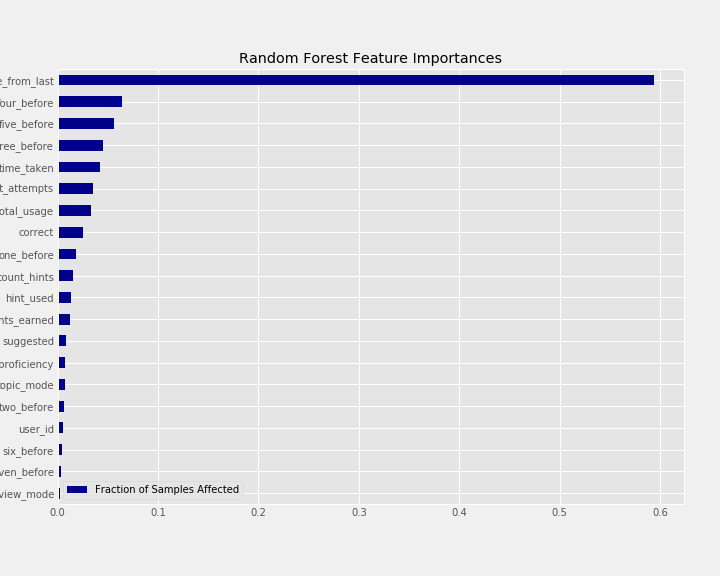 Random Forest Feature Importances
e_from_last
four_before
five_before
ree_before
time_taken
t_attempts
otal_usage
correct
one_before
count_hints
hint_used
nts_earned
suggested
proficiency
topic_mode
two_before
user_id
six_before
ven_before
view_mode
Fraction of Samples Affected
0.0 0.1 0.2 0.3 0.4 0.5 0.6